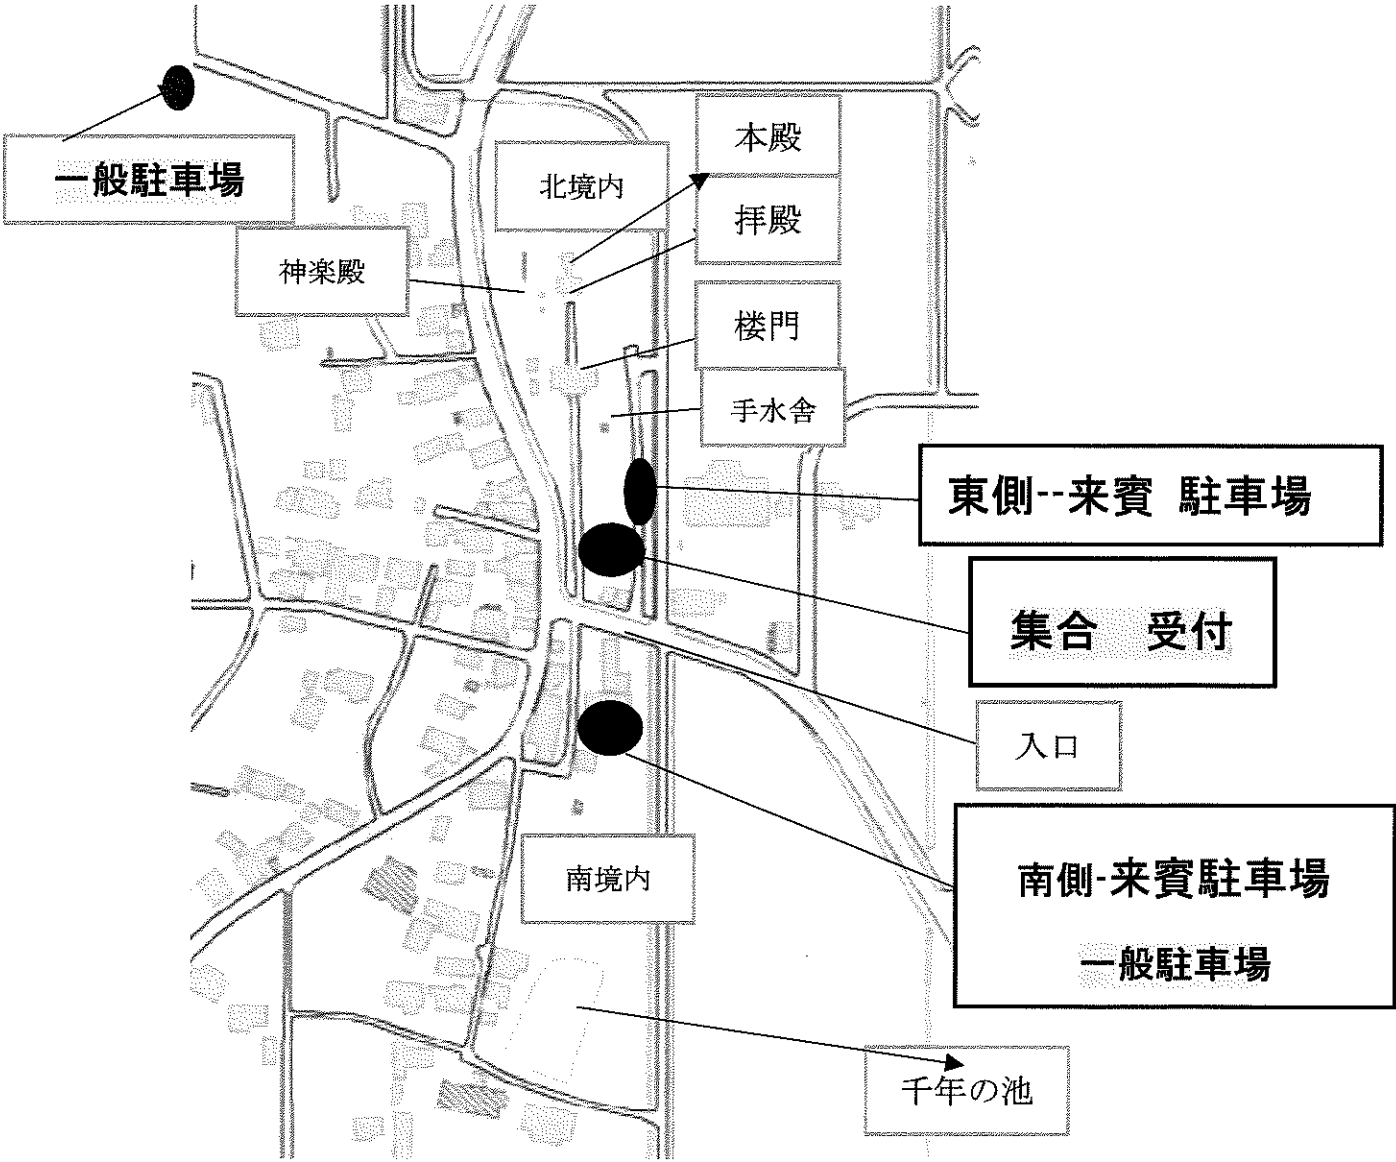 本殿
一般駐車場
北境内
拝殿
神楽殿
楼門
手水舎
東側--来賓 駐車場
集合 受付
入口
南側-来賓駐車場
一般駐車場
南境内
千年の池